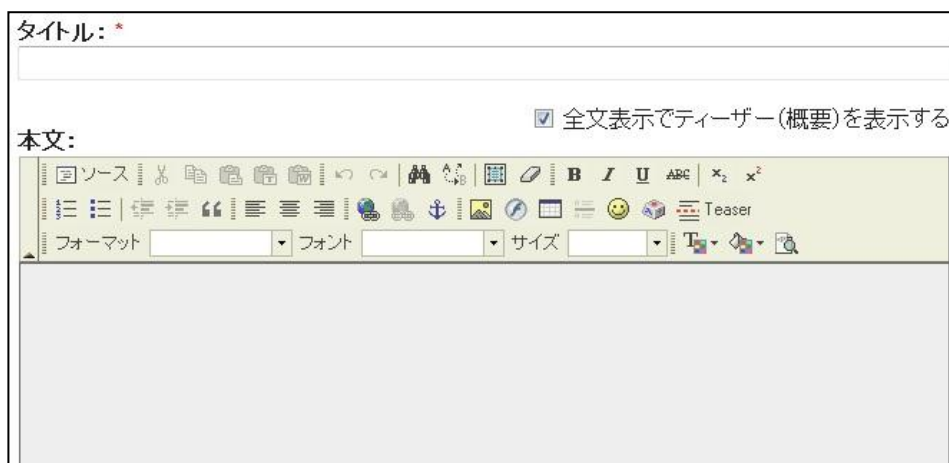 タイトル: *
全文表示でティーザー(概要)を表示する
本文:
ソース B I U ABC x₂ x²
Teaser
フォーマット フォント サイズ